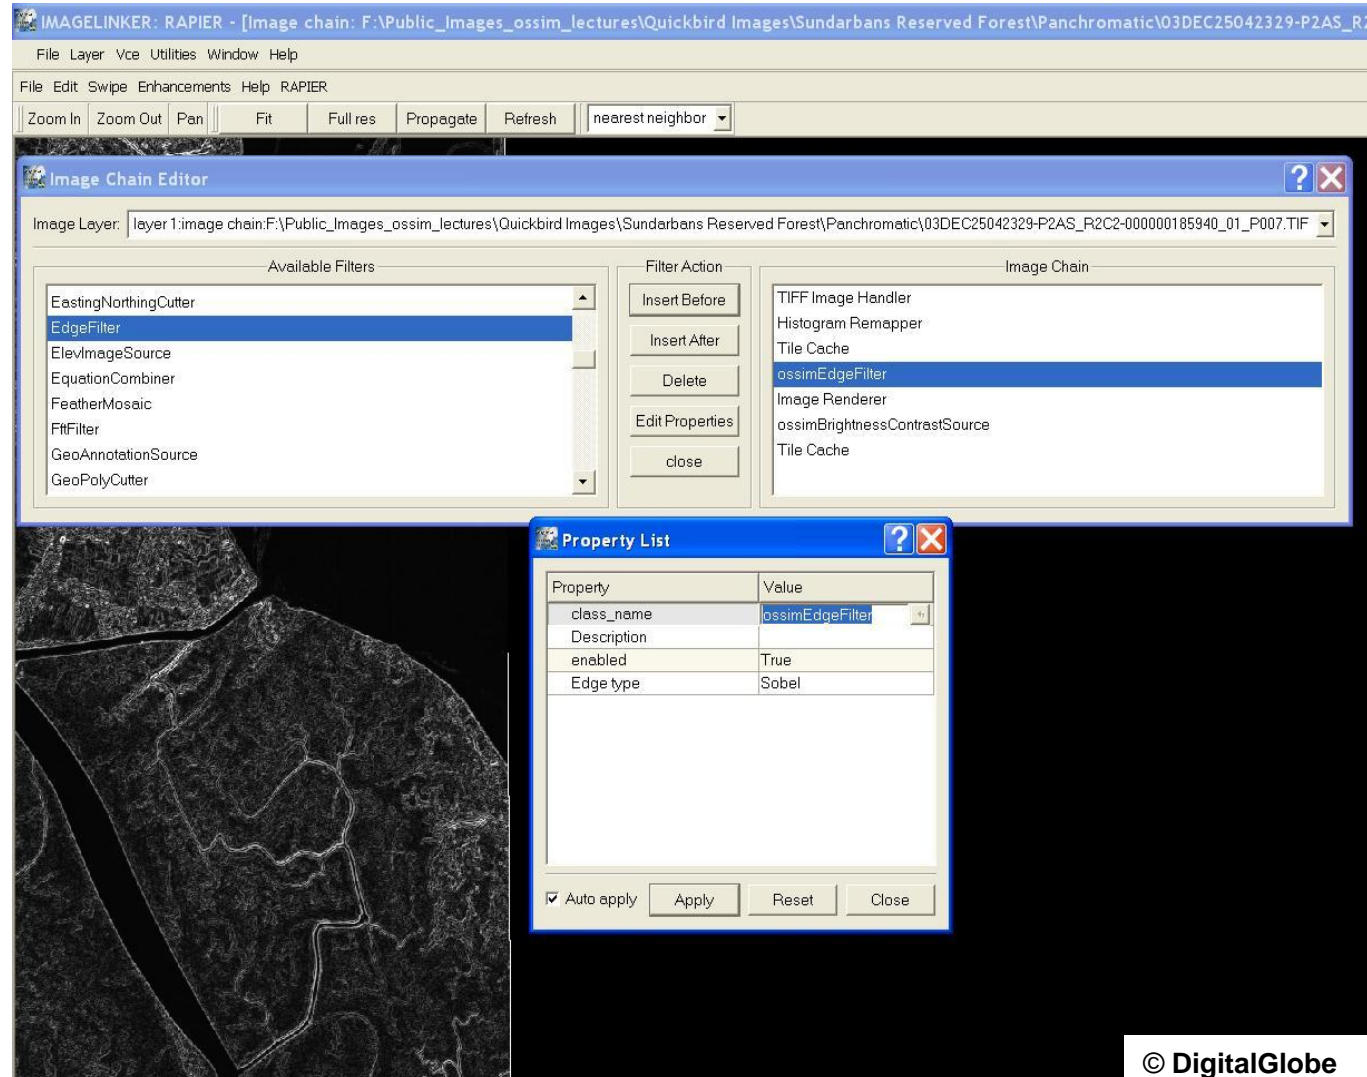 IMAGELINKER: RAPIER - [Image chain: F:\Public_Images_ossim_lectures\Quickbird Images\Sundarbans Reserved Forest\Panchromatic\03DEC25042329-P2AS_R2
File Layer Vce Utilities Window Help
File Edit Swipe Enhancements Help RAPIER
Zoom In Zoom Out Pan Fit Full res Propagate Refresh nearest neighbor
Image Chain Editor
Image Layer: layer 1:image chain:F:\Public_Images_ossim_lectures\Quickbird Images\Sundarbans Reserved Forest\Panchromatic\03DEC25042329-P2AS_R2C2-000000185940_01_P007.TIF
Available Filters
EastingNorthingCutter
EdgeFilter
ElevImageSource
EquationCombiner
FeatherMosaic
FftFilter
GeoAnnotationSource
GeoPolyCutter
Filter Action
Insert Before
Insert After
Delete
Edit Properties
close
Image Chain
TIFF Image Handler
Histogram Remapper
Tile Cache
ossimEdgeFilter
Image Renderer
ossimBrightnessContrastSource
Tile Cache
Property List
Property Value
class_name ossimEdgeFilter
Description
enabled True
Edge type Sobel
Auto apply Apply Reset Close
© DigitalGlobe